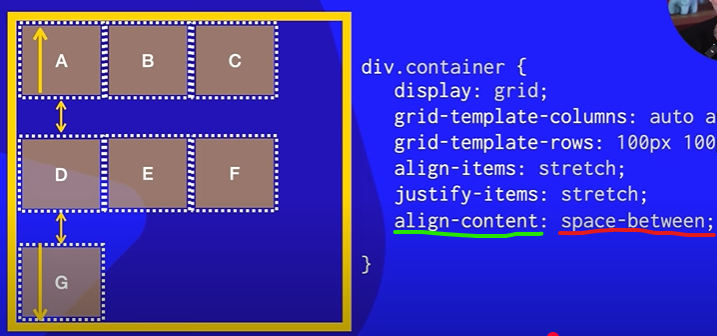 A B C
D E F
G
div.container {
display: grid;
grid-template-columns: auto a
grid-template-rows: 100px 100
align-items: stretch;
justify-items: stretch;
align-content: space-between;
}